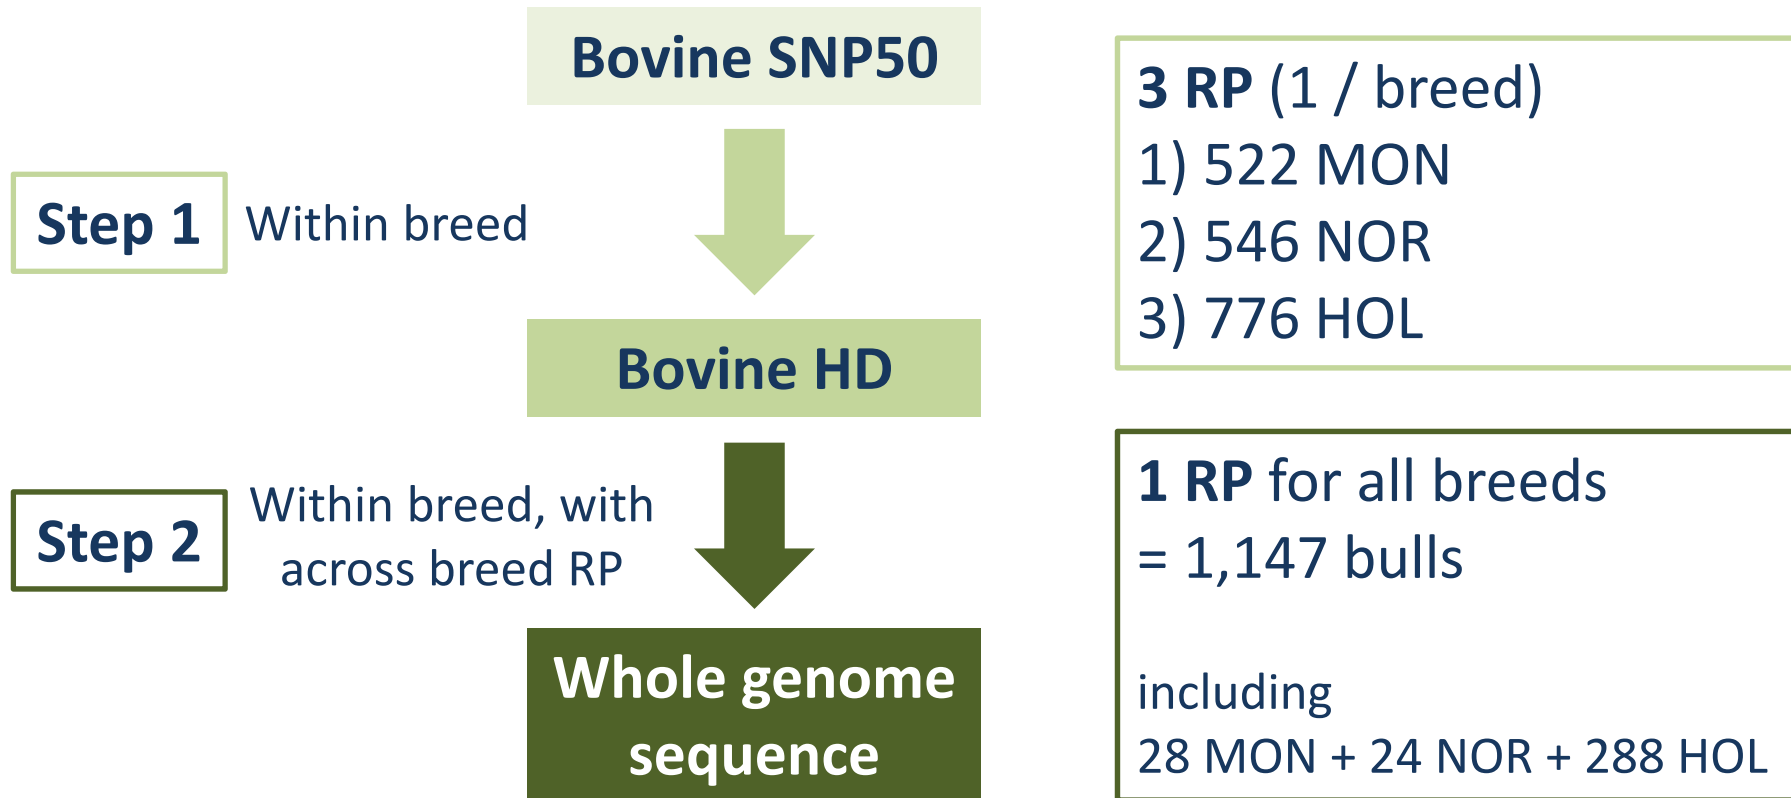 Bovine SNP50
Step 1
Within breed
3 RP (1 / breed)
1) 522 MON
2) 546 NOR
3) 776 HOL
Bovine HD
Step 2
Within breed, with
across breed RP
1 RP for all breeds
= 1,147 bulls
including
28 MON + 24 NOR + 288 HOL
Whole genome
sequence